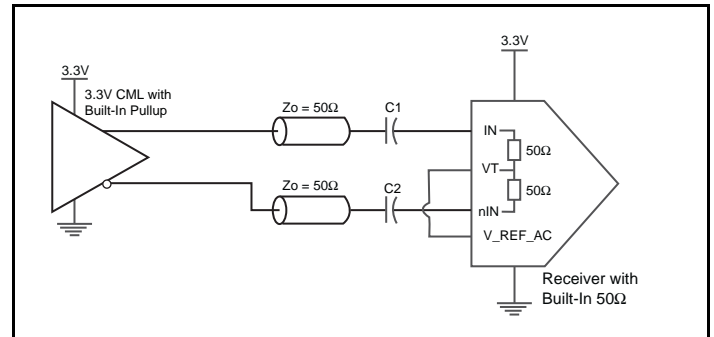 3.3V
3.3V CML with
Built-In Pullup
Zo = 50Ω
C1
Zo = 50Ω
C2
3.3V
IN
50Ω
VT
50Ω
nIN
V_REF_AC
Receiver with
Built-In 50Ω